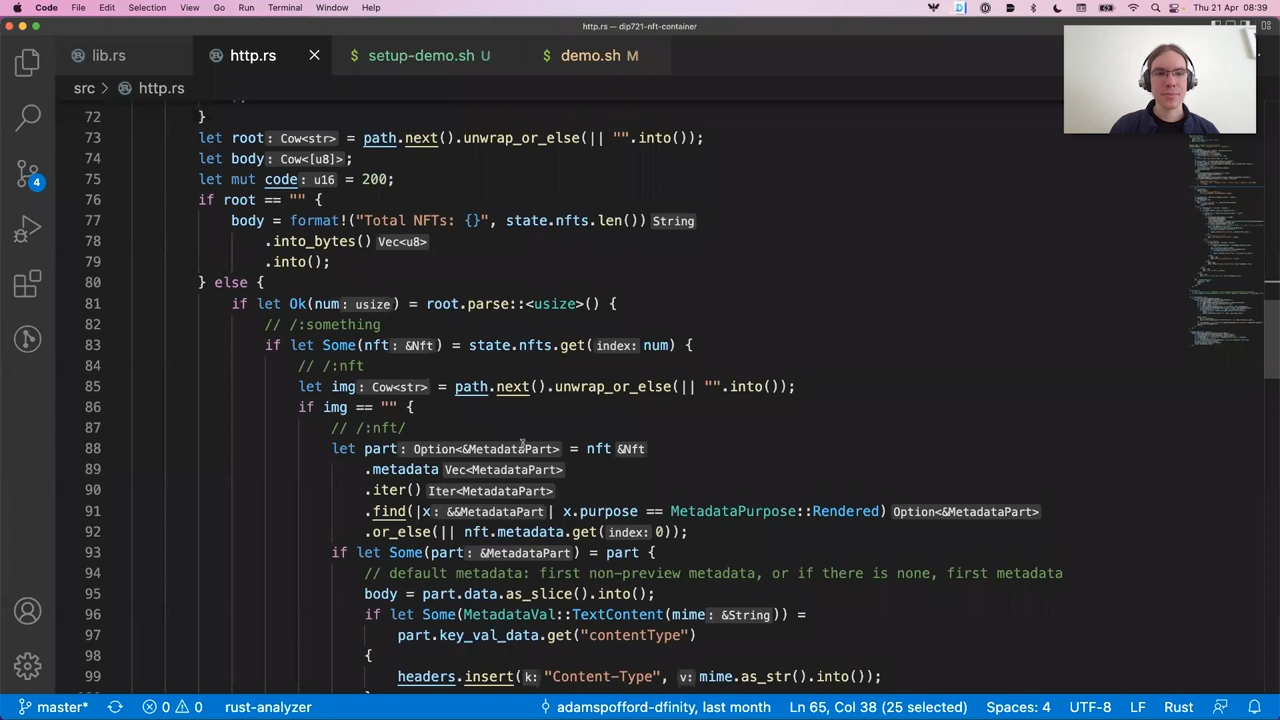 Code File Edit Selection View Go Run Terminal Window Help Thu 21 Apr 08:39
http.rs — dip721-nft-container
lib.rs http.rs setup-demo.sh U demo.sh M
src > http.rs
72 }
73 let root: Cow<str> = path.next().unwrap_or_else(|| "".into());
74 let body: Cow<[u8]>;
75 let mut code: u16 = 200;
76 if root == "" {
77 body = format!("Total NFTs: {}", state.nfts.len()) String
78 .into_bytes() Vec<u8>
79 .into();
80 } else {
81 if let Ok(num: usize) = root.parse::<usize>() {
82 // /:something
83 if let Some(nft: &Nft) = state.nfts.get(index: num) {
84 // /:nft
85 let img: Cow<str> = path.next().unwrap_or_else(|| "".into());
86 if img == "" {
87 // /:nft/
88 let part: Option<&MetadataPart> = nft &Nft
89 .metadata Vec<MetadataPart>
90 .iter() Iter<MetadataPart>
91 .find(|x: &&MetadataPart| x.purpose == MetadataPurpose::Rendered) Option<&MetadataPart>
92 .or_else(|| nft.metadata.get(index: 0));
93 if let Some(part: &MetadataPart) = part {
94 // default metadata: first non-preview metadata, or if there is none, first metadata
95 body = part.data.as_slice().into();
96 if let Some(MetadataVal::TextContent(mime: &String)) =
97 part.key_val_data.get("contentType")
98 {
99 headers.insert(k: "Content-Type", v: mime.as_str().into());
4
master* 0 0 rust-analyzer adamspofford-dfinity, last month Ln 65, Col 38 (25 selected) Spaces: 4 UTF-8 LF Rust